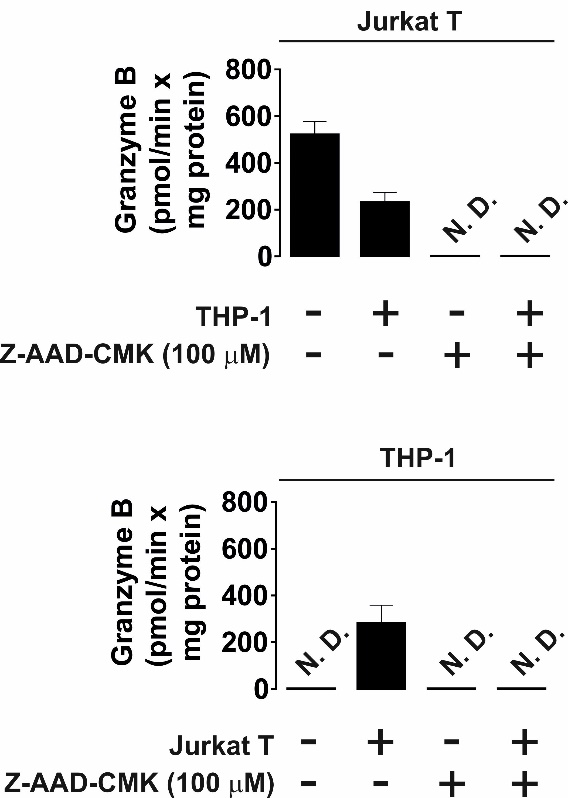 Jurkat T
Granzyme B
(pmol/min x
mg protein)
800
600
400
200
0
N. D.
N. D.
THP-1 - + - +
Z-AAD-CMK (100 μM) - - + +
THP-1
Granzyme B
(pmol/min x
mg protein)
800
600
400
200
0
N. D.
N. D.
N. D.
Jurkat T - + - +
Z-AAD-CMK (100 μM) - - + +